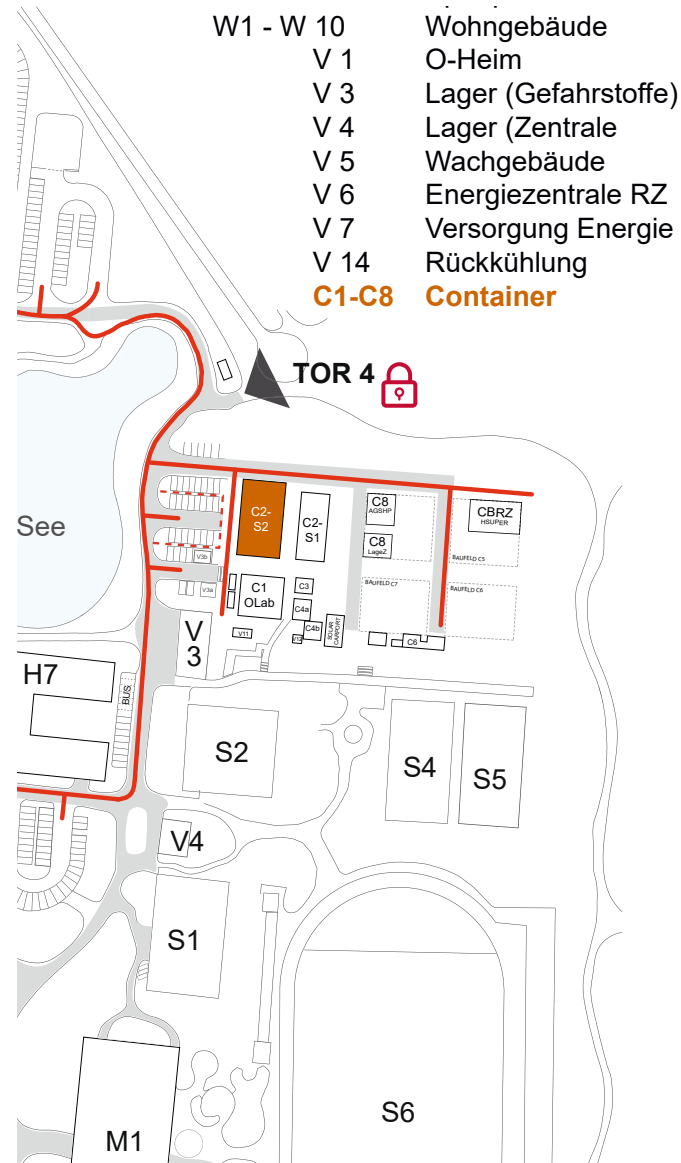 W1 - W 10 Wohngebäude
V 1 O-Heim
V 3 Lager (Gefahrstoffe)
V 4 Lager (Zentrale
V 5 Wachgebäude
V 6 Energiezentrale RZ
V 7 Versorgung Energie
V 14 Rückkühlung
C1-C8 Container
TOR 4
See
C2-
S2
C2-
S1
C8
AGSHP
C8
LageZ
CBRZ
HSUPER
BAUFELD C5
V3b
V3a
C1
OLab
C3
C4a
C4b
V11
V12
SOLAR
CARPORT
BAUFELD C7
BAUFELD C6
C6
V
3
H7
BUS
S2
S4
S5
V4
S1
S6
M1